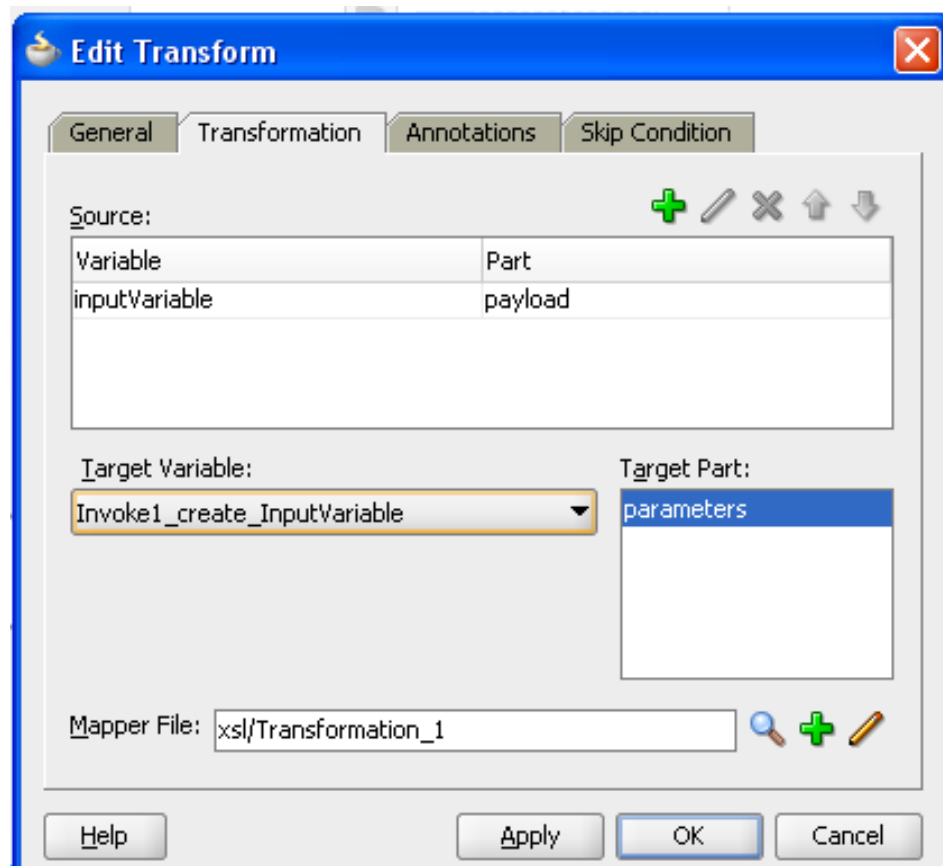 Edit Transform
General Transformation Annotations Skip Condition
Source:
Variable Part
inputVariable payload
Target Variable: Target Part:
Invoke1_create_InputVariable parameters
Mapper File: xsl/Transformation_1
Help Apply OK Cancel